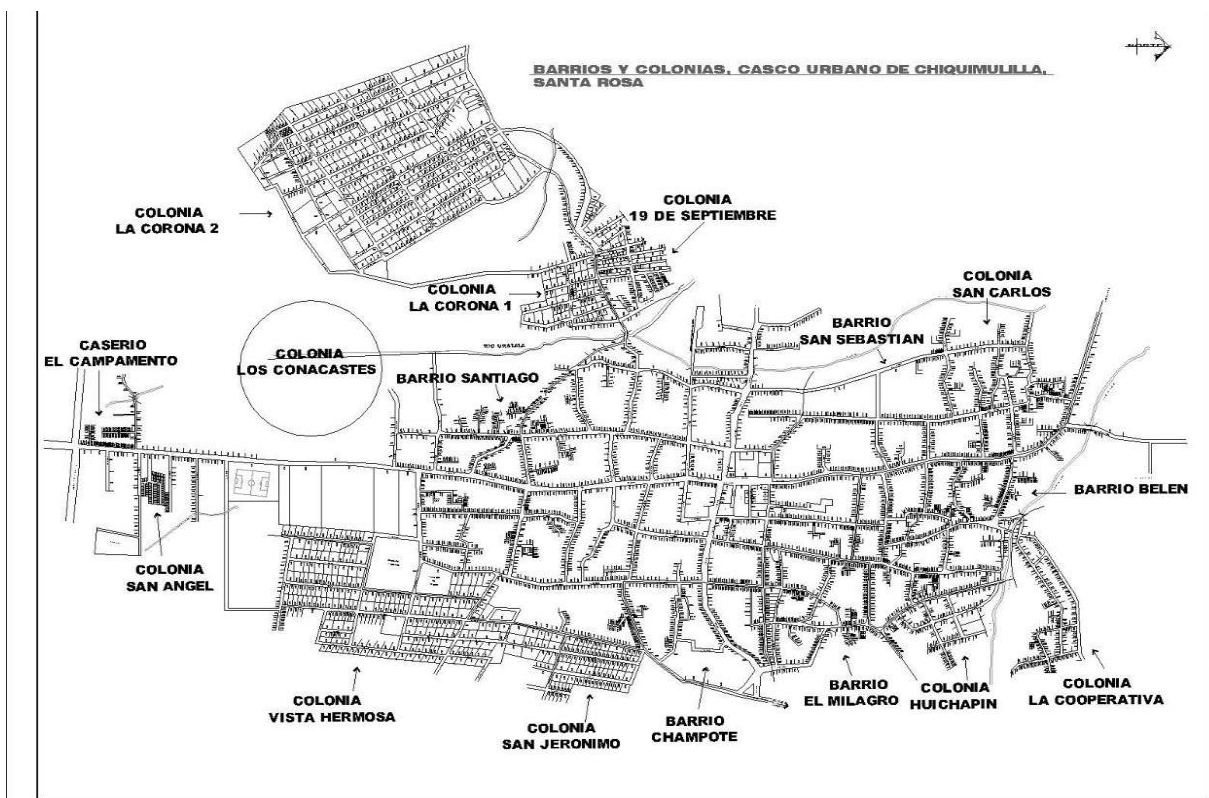 NORTE
BARRIOS Y COLONIAS, CASCO URBANO DE CHIQUIMULILLA,
SANTA ROSA
COLONIA
LA CORONA 2
COLONIA
19 DE SEPTIEMBRE
COLONIA
LA CORONA 1
COLONIA
SAN CARLOS
BARRIO
SAN SEBASTIAN
CASERIO
EL CAMPAMENTO
COLONIA
LOS CONACASTES
BARRIO SANTIAGO
BARRIO BELEN
COLONIA
SAN ANGEL
COLONIA
VISTA HERMOSA
COLONIA
SAN JERONIMO
BARRIO
CHAMPOTE
BARRIO
EL MILAGRO
COLONIA
HUICHAPIN
COLONIA
LA COOPERATIVA